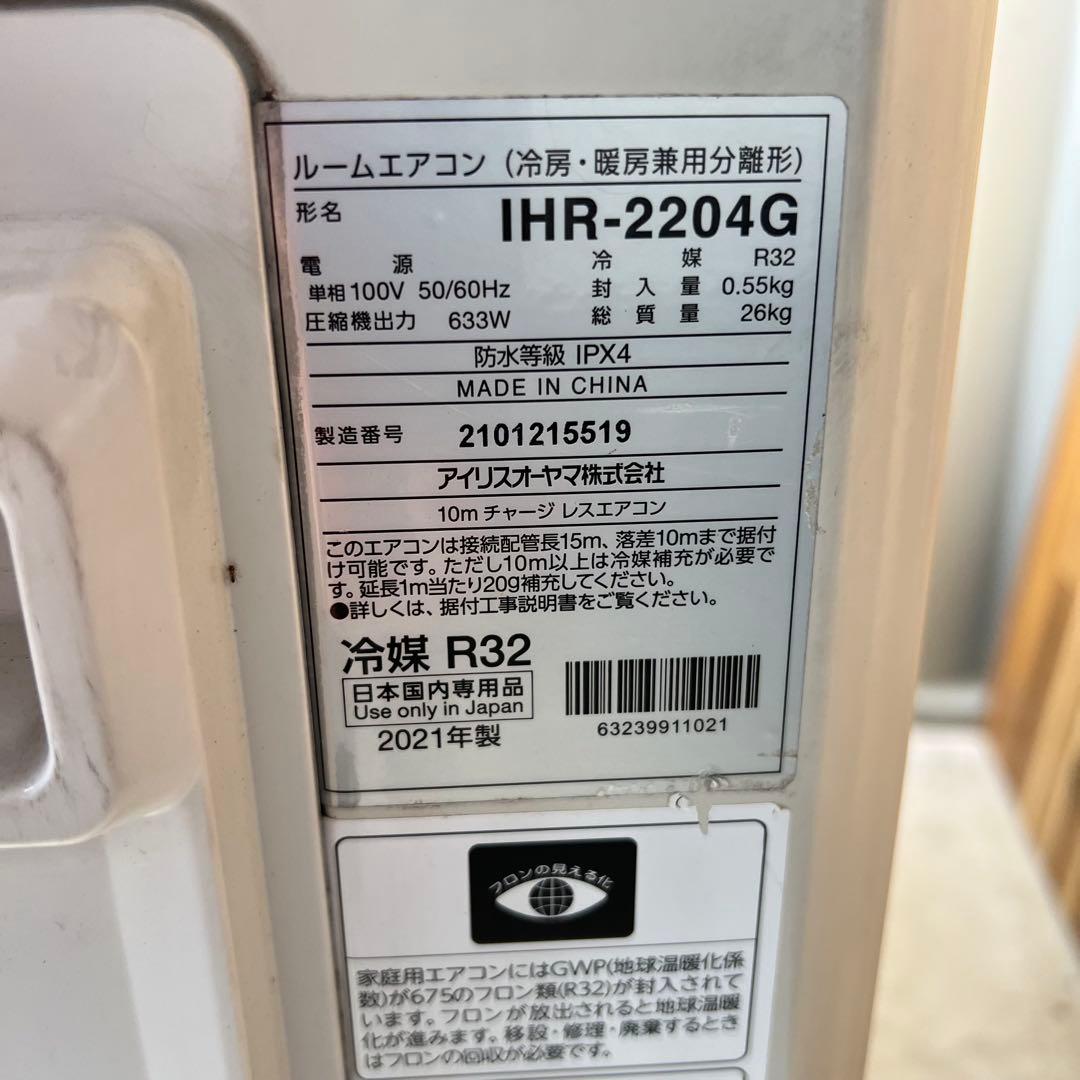 ルームエアコン（冷房・暖房兼用分離形）
形名 IHR-2204G
電源 冷媒 R32
単相100V 50/60Hz 封入量 0.55kg
圧縮機出力 633W 総質量 26kg
防水等級 IPX4
MADE IN CHINA
製造番号 2101215519
アイリスオーヤマ株式会社
10mチャージレスエアコン
このエアコンは接続配管長15m、落差10mまで据付
け可能です。ただし10m以上は冷媒補充が必要で
す。延長1m当たり20g補充してください。
●詳しくは、据付工事説明書をご覧ください。
冷媒 R32
日本国内専用品
Use only in Japan
2021年製
63239911021
フロンの見える化
家庭用エアコンにはGWP(地球温暖化係
数)が675のフロン類(R32)が封入されて
います。フロンが放出されると地球温暖
化が進みます。移設・修理・廃棄するとき
はフロンの回収が必要です。